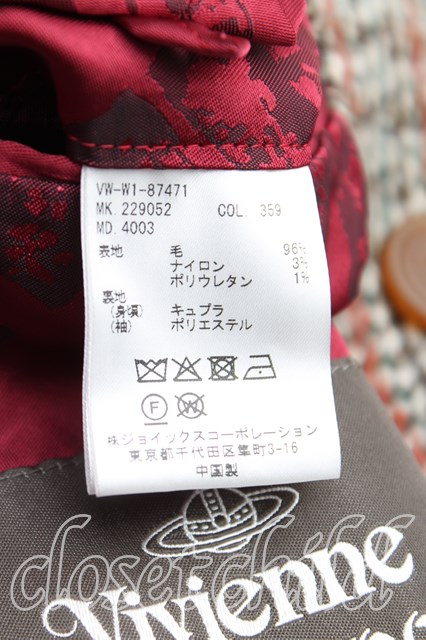 VW-W1-87471
MK. 229052 COL. 359
MD. 4003
表地 毛 96%
ナイロン 3%
ポリウレタン 1%
裏地
(身頃) キュプラ
(袖) ポリエステル
F W
株ジョイックスコーポレーション
東京都千代田区隼町3-16
中国製
closetchild
Vivienne